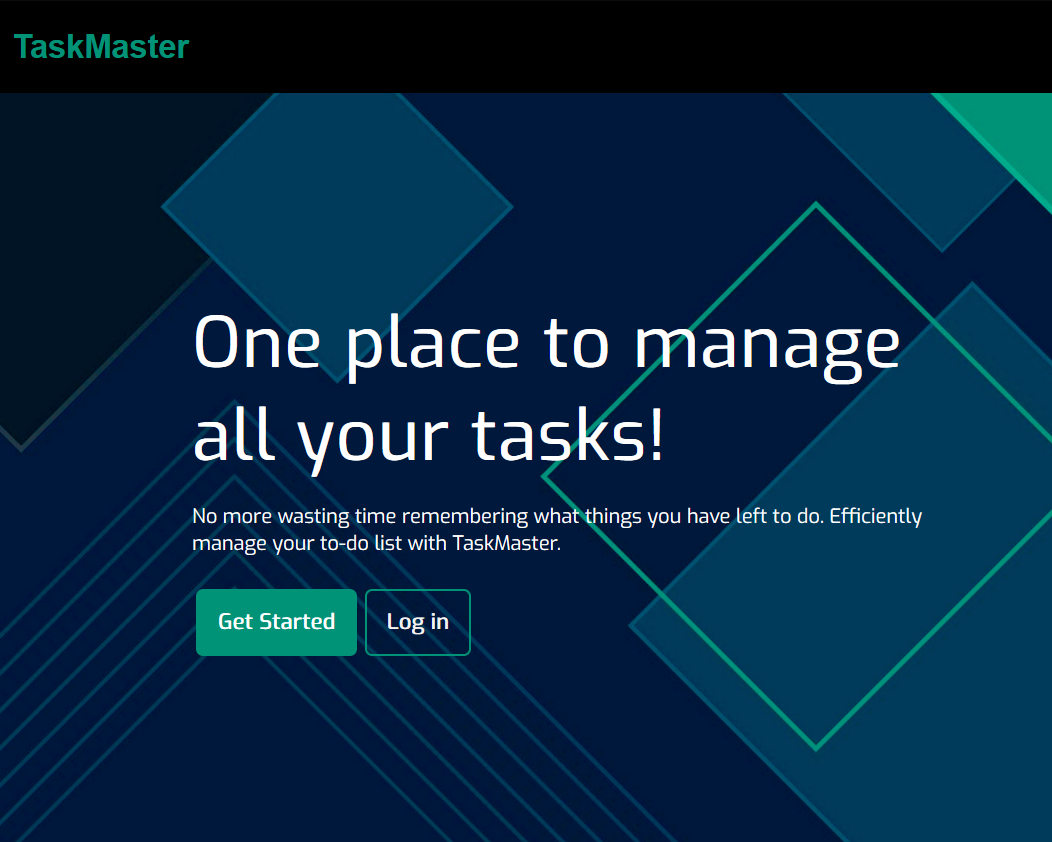 TaskMaster
One place to manage
all your tasks!
No more wasting time remembering what things you have left to do. Efficiently
manage your to-do list with TaskMaster.
Get Started
Log in